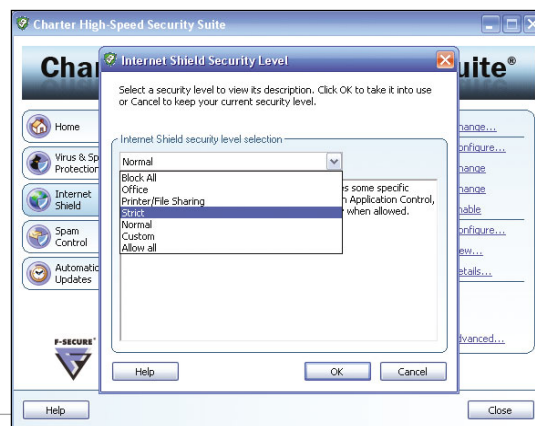 Charter High-Speed Security Suite
Internet Shield Security Level
Select a security level to view its description. Click OK to take it into use
or Cancel to keep your current security level.
Internet Shield security level selection
Normal
Block All
Office
Printer/File Sharing
Strict
Normal
Custom
Allow all
es some specific
Application Control,
when allowed.
Help
OK
Cancel
Char
uite®
Home
Virus & Sp
Protection
Internet
Shield
Spam
Control
Automatic
Updates
F-SECURE
hange...
onfigure...
hange
hange
nable
onfigure...
ew...
etails...
dvanced...
Help
Close